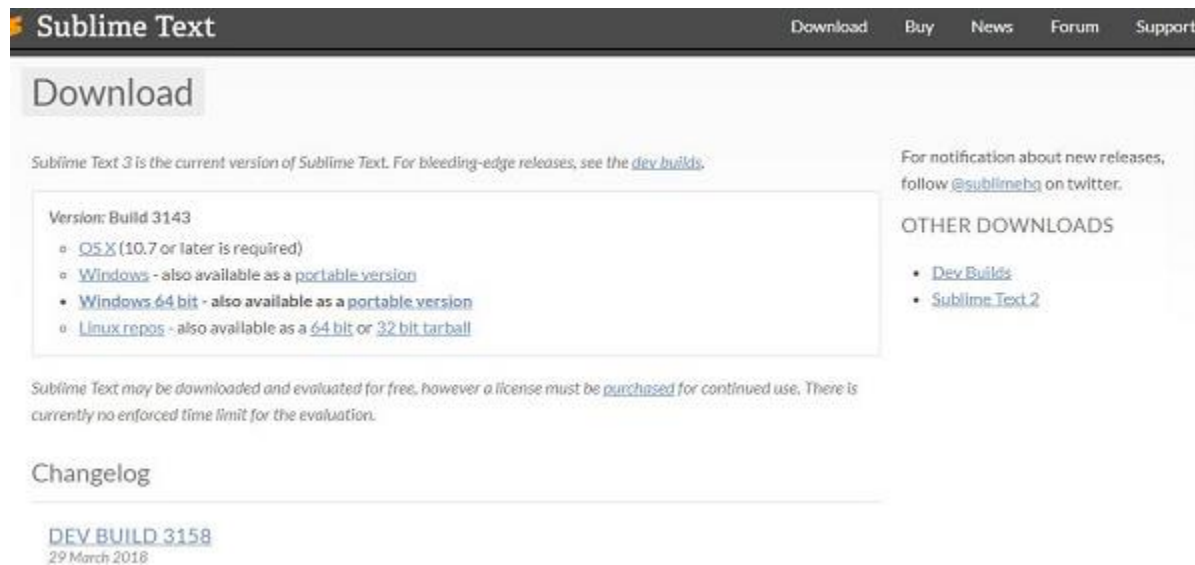 Sublime Text
Download Buy News Forum Support
Download
Sublime Text 3 is the current version of Sublime Text. For bleeding-edge releases, see the dev builds.
Version: Build 3143
OS X (10.7 or later is required)
Windows - also available as a portable version
Windows 64 bit - also available as a portable version
Linux repos - also available as a 64 bit or 32 bit tarball
Sublime Text may be downloaded and evaluated for free, however a license must be purchased for continued use. There is
currently no enforced time limit for the evaluation.
Changelog
DEV BUILD 3158
29 March 2018
For notification about new releases,
follow @sublimehq on twitter.
OTHER DOWNLOADS
Dev Builds
Sublime Text 2